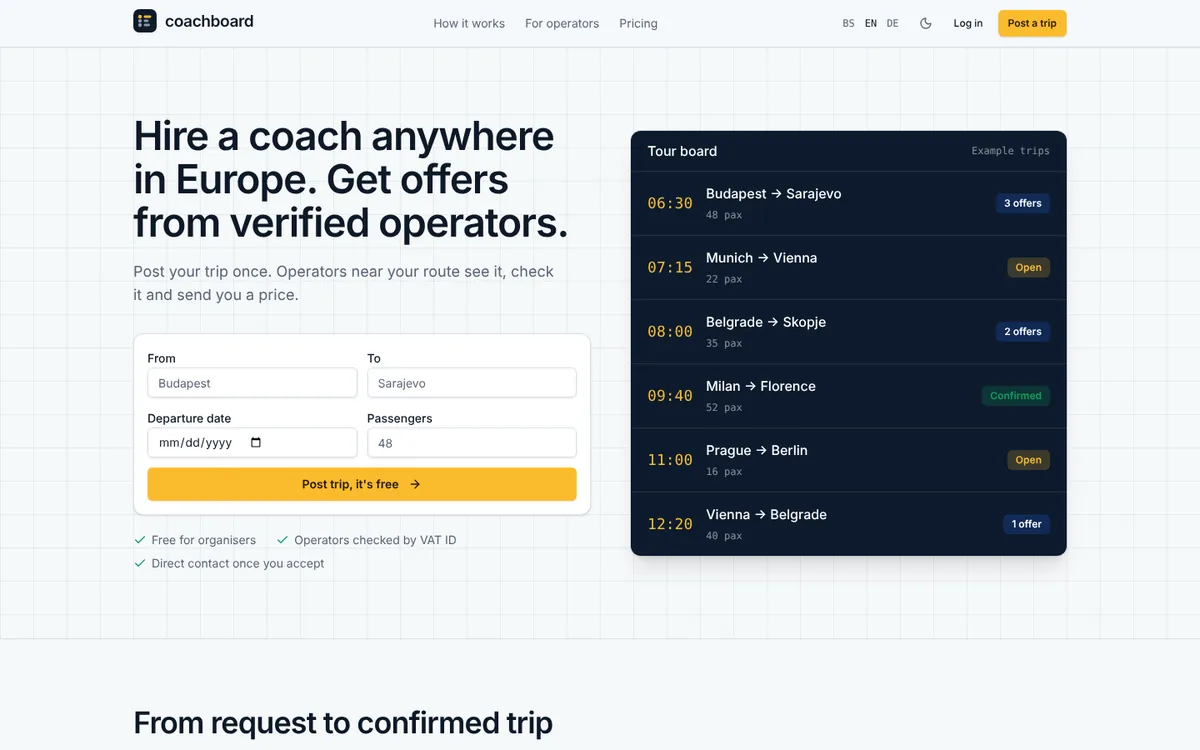 coachboard
How it works
For operators
Pricing
BS EN DE
Log in
Post a trip
Hire a coach anywhere
in Europe. Get offers
from verified operators.
Post your trip once. Operators near your route see it, check
it and send you a price.
From
Budapest
To
Sarajevo
Departure date
mm/dd/yyyy
Passengers
48
Post trip, it's free →
Free for organisers
Operators checked by VAT ID
Direct contact once you accept
Tour board
Example trips
06:30
Budapest → Sarajevo
48 pax
3 offers
07:15
Munich → Vienna
22 pax
Open
08:00
Belgrade → Skopje
35 pax
2 offers
09:40
Milan → Florence
52 pax
Confirmed
11:00
Prague → Berlin
16 pax
Open
12:20
Vienna → Belgrade
40 pax
1 offer
From request to confirmed trip